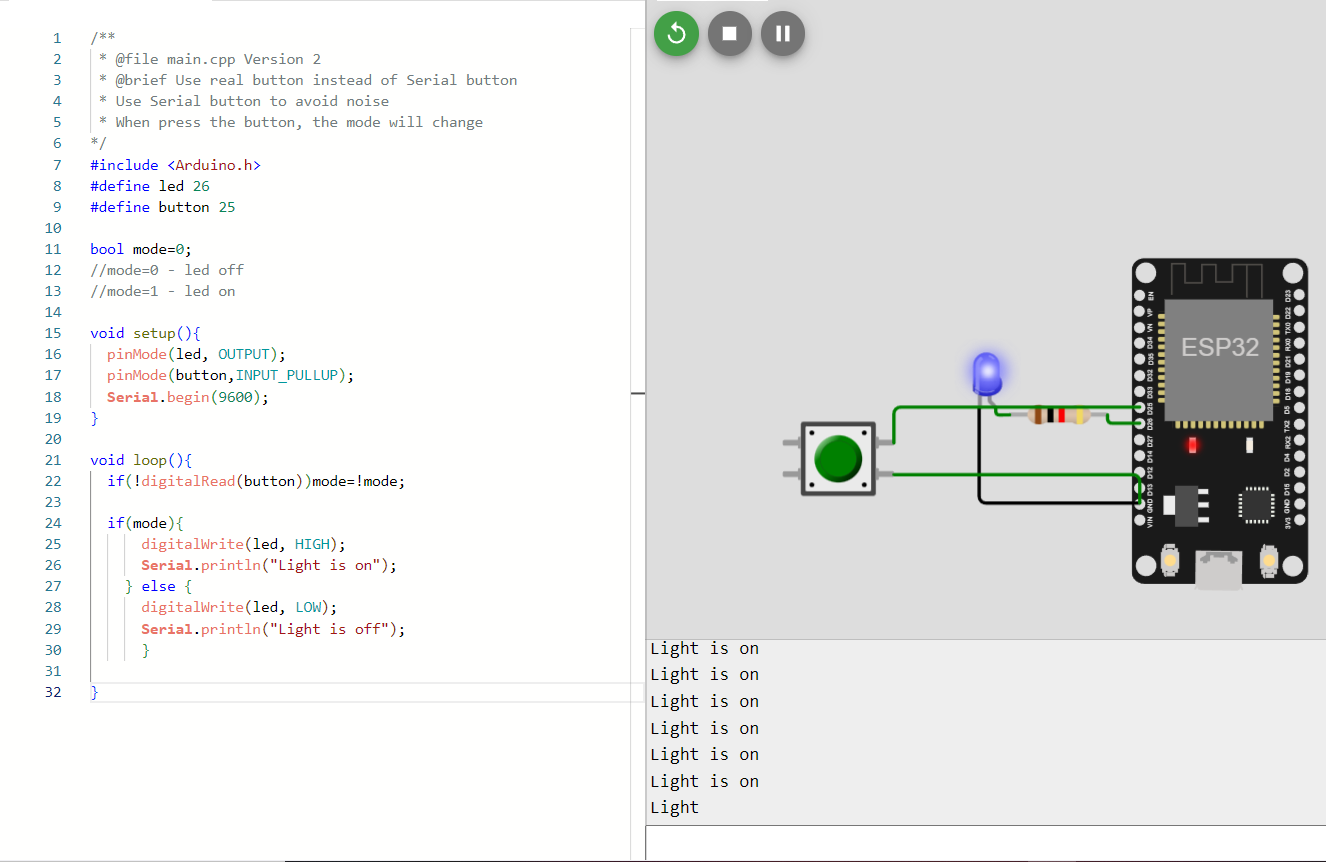 1 /**
2 * @file main.cpp Version 2
3 * @brief Use real button instead of Serial button
4 * Use Serial button to avoid noise
5 * When press the button, the mode will change
6 */
7 #include <Arduino.h>
8 #define led 26
9 #define button 25
10
11 bool mode=0;
12 //mode=0 - led off
13 //mode=1 - led on
14
15 void setup(){
16 pinMode(led, OUTPUT);
17 pinMode(button,INPUT_PULLUP);
18 Serial.begin(9600);
19 }
20
21 void loop(){
22 if(!digitalRead(button))mode=!mode;
23
24 if(mode){
25 digitalWrite(led, HIGH);
26 Serial.println("Light is on");
27 } else {
28 digitalWrite(led, LOW);
29 Serial.println("Light is off");
30 }
31
32 }
ESP32
EN
VP
VN
D34
D35
D32
D33
D25
D26
D27
D14
D12
D13
GND
VIN
D23
D22
TX0
RX0
D21
D19
D18
D5
TX2
RX2
D4
D2
D15
GND
3V3
Light is on
Light is on
Light is on
Light is on
Light is on
Light is on
Light